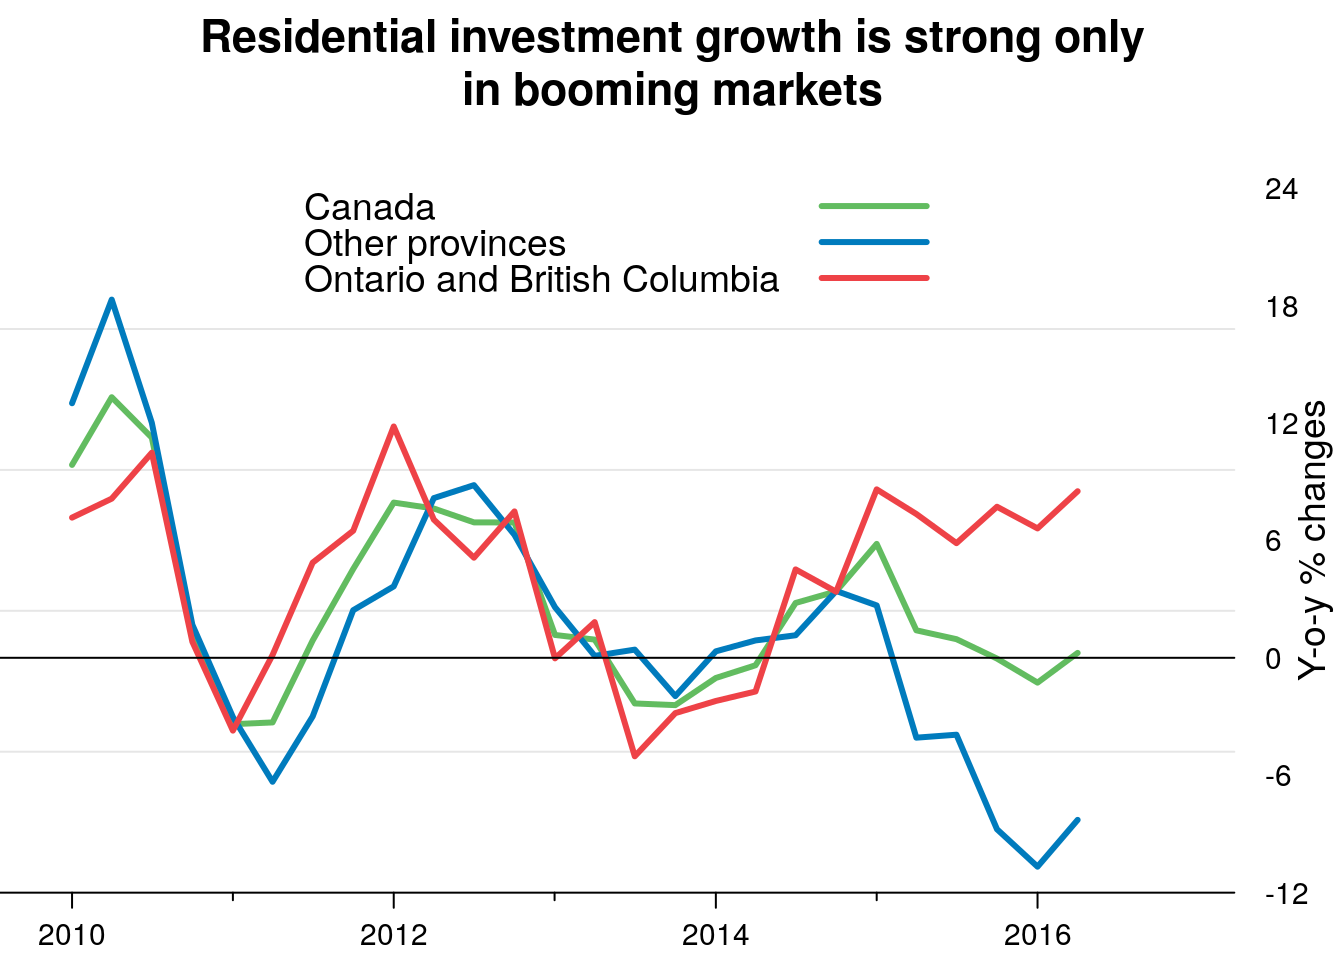 Residential investment growth is strong only
in booming markets
Canada
Other provinces
Ontario and British Columbia
24
18
12
6
0
-6
-12
Y-o-y % changes
2010
2012
2014
2016